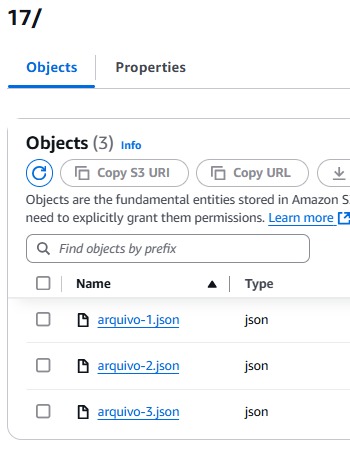 17/
Objects
Properties
Objects (3) Info
Copy S3 URI
Copy URL
Objects are the fundamental entities stored in Amazon S
need to explicitly grant them permissions. Learn more
Find objects by prefix
Name
Type
arquivo-1.json
json
arquivo-2.json
json
arquivo-3.json
json